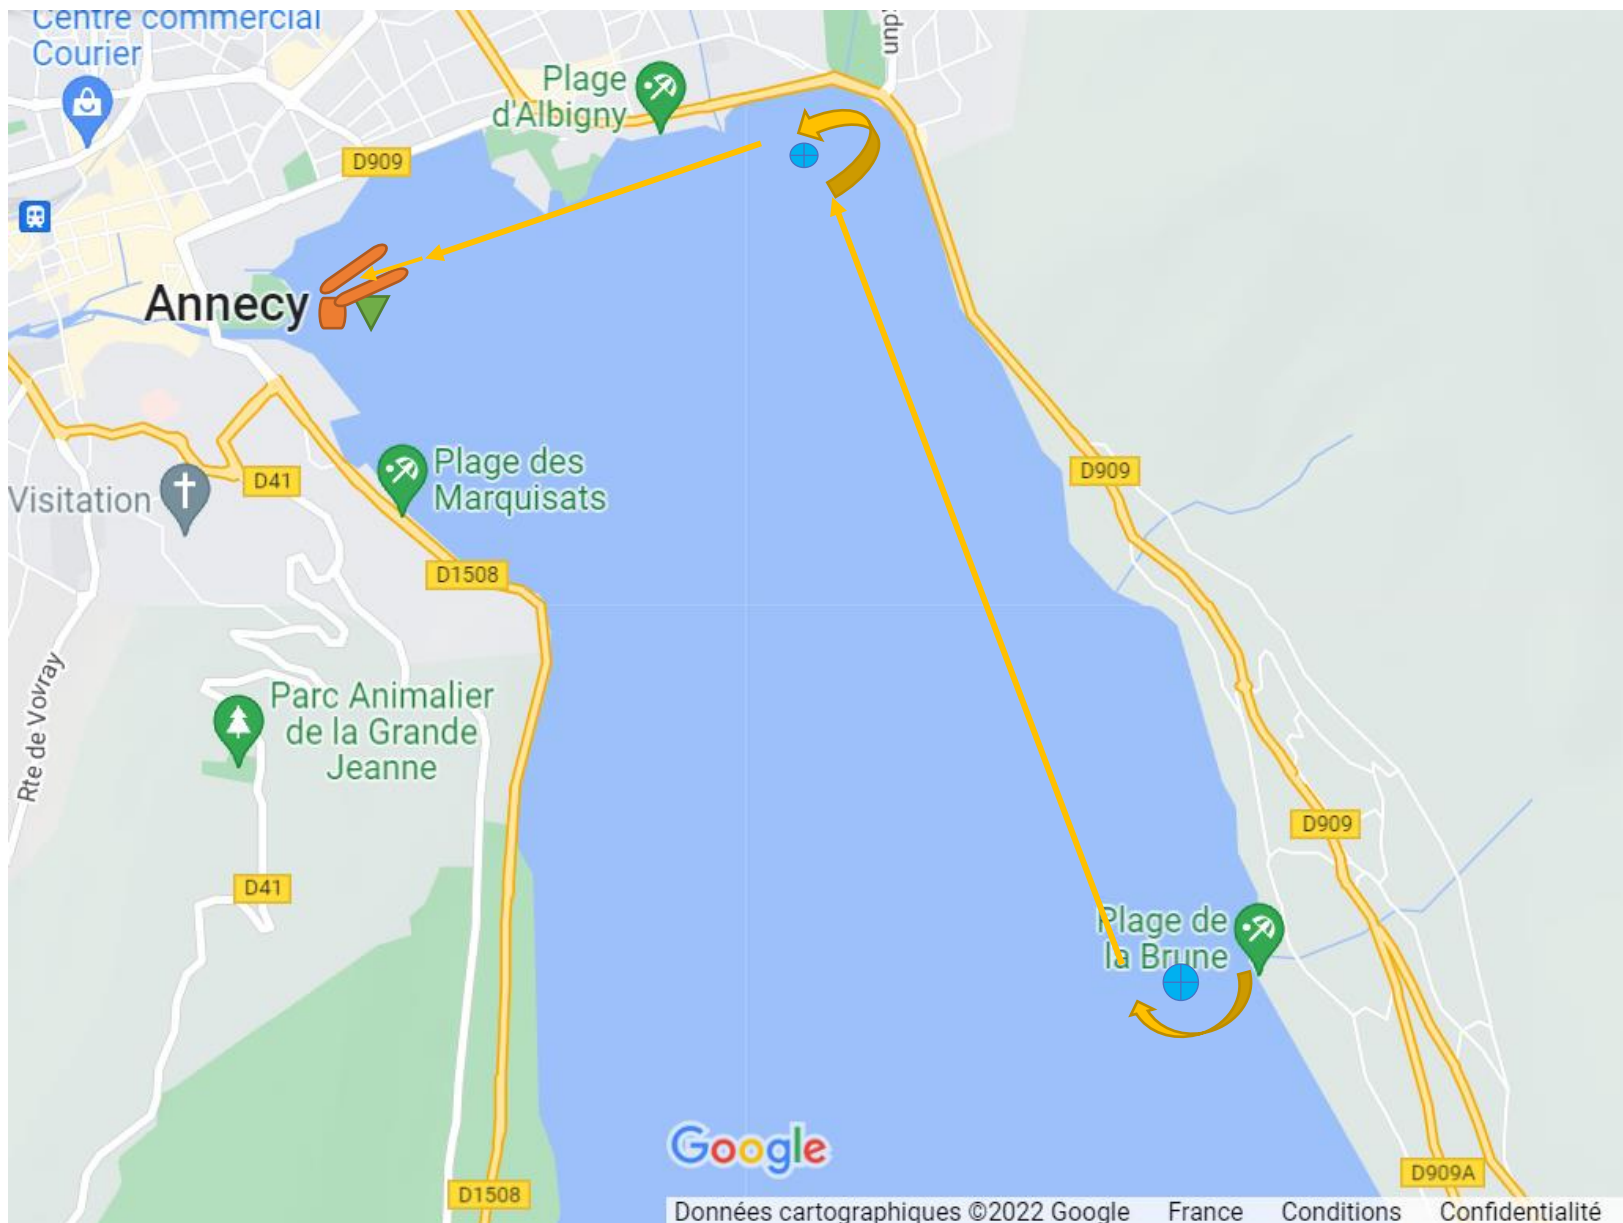 Centre commercial
Courier
Plage
d'Albigny
D909
Annecy
Plage des
Marquisats
D41
Visitation
D1508
D909
Rte de Vovray
Parc Animalier
de la Grande
Jeanne
D909
D41
Plage de
la Brune
Google
D909A
D1508
Données cartographiques ©2022 Google France Conditions Confidentialité